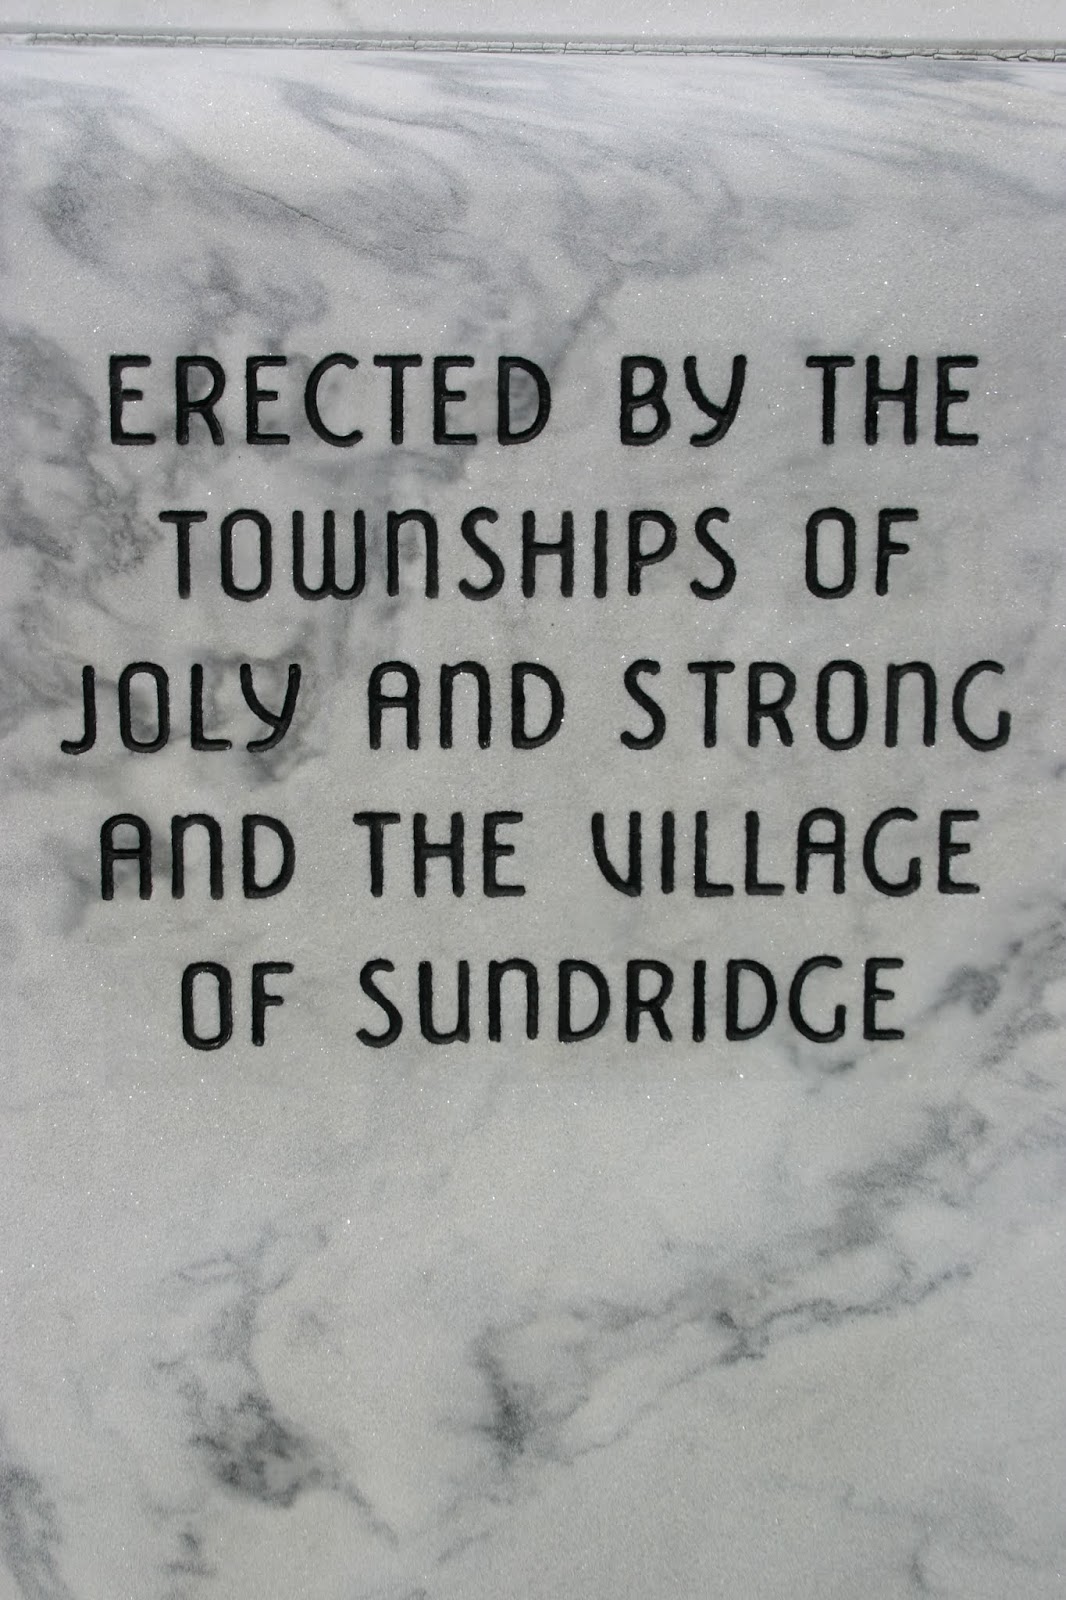 ERECTED BY THE
TOWNSHIPS OF
JOLY AND STRONG
AND THE VILLAGE
OF SUNDRIDGE